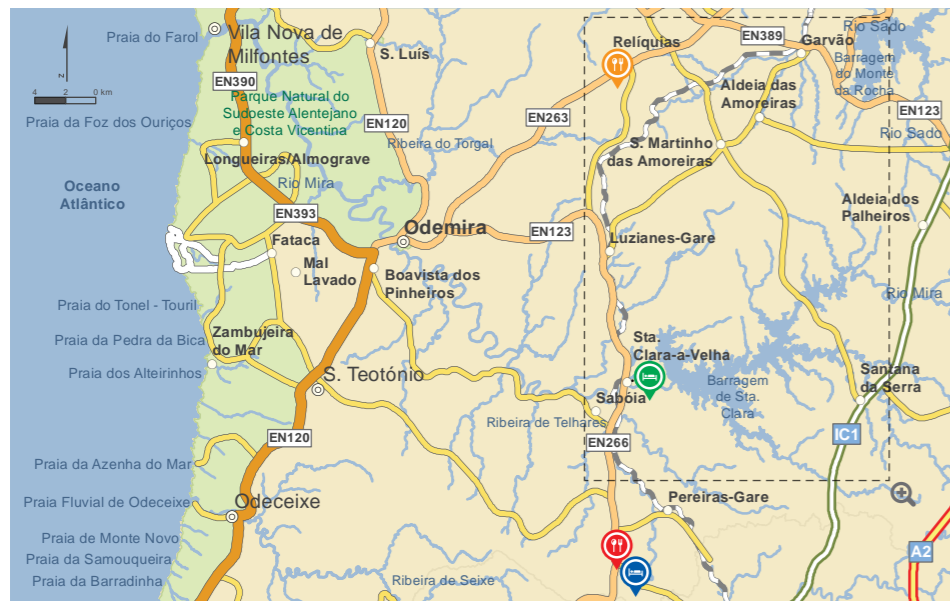 Praia do Farol
Vila Nova de
Milfontes
S. Luís
Relíquias
EN389
Garvão
Rio Sado
Barragem
do Monte
da Rocha
N
4 2 0 km
EN390
Parque Natural do
Sudoeste Alentejano
e Costa Vicentina
Aldeia das
Amoreiras
EN123
Praia da Foz dos Ouriços
EN120
EN263
Rio Sado
Longueiras/Almograve
Ribeira do Torgal
S. Martinho
das Amoreiras
Oceano
Atlântico
Rio Mira
EN393
Aldeia dos
Palheiros
Odemira
EN123
Fataca
Luzianes-Gare
Mal
Lavado
Boavista dos
Pinheiros
Rio Mira
Praia do Tonel - Touril
Zambujeira
do Mar
Praia da Pedra da Bica
Sta.
Clara-a-Velha
Praia dos Alteirinhos
S. Teotónio
Sabóia
Barragem
de Sta.
Clara
Santana
da Serra
Ribeira de Telhares
EN120
EN266
IC1
Praia da Azenha do Mar
Praia Fluvial de Odeceixe
Odeceixe
Pereiras-Gare
Praia de Monte Novo
Praia da Samouqueira
A2
Praia da Barradinha
Ribeira de Seixe